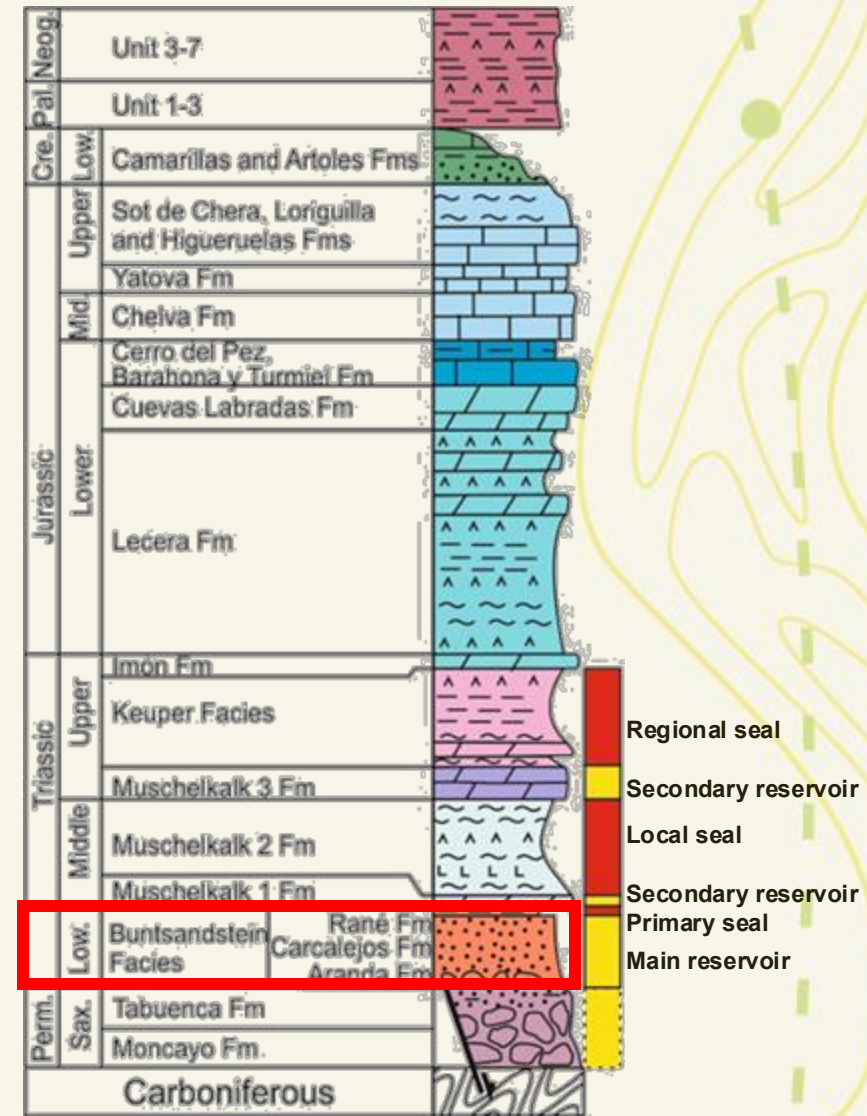 Neog.
Unit 3-7
Pal.
Unit 1-3
Cre.
Low.
Camarillas and Artoles Fms
Jurassic
Upper
Sot de Chera, Loriguilla
and Higueruelas Fms
Yatova Fm
Mid.
Chelva Fm
Lower
Cerro del Pez,
Barahona y Turmiel Fm
Cuevas Labradas Fm
Lecera Fm
Triassic
Upper
Imón Fm
Keuper Facies
Regional seal
Muschelkalk 3 Fm
Secondary reservoir
Middle
Muschelkalk 2 Fm
Local seal
Muschelkalk 1 Fm
Secondary reservoir
Primary seal
Low.
Buntsandstein
Facies
Rané Fm
Carcalejos Fm
Aranda Fm
Main reservoir
Perm.
Sax.
Tabuenca Fm
Moncayo Fm.
Carboniferous